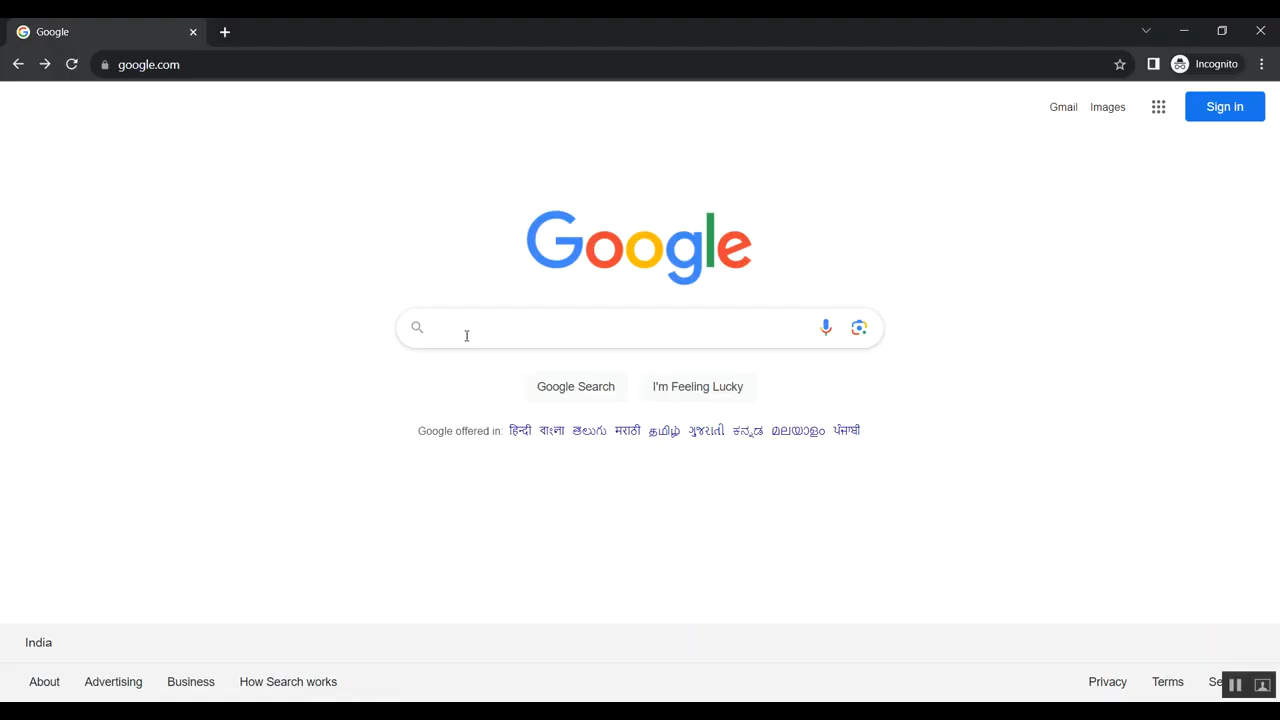 Google
google.com
Incognito
Gmail Images
Sign in
Google
Google Search I'm Feeling Lucky
Google offered in: हिन्दी বাংলা తెలుగు मराठी தமிழ் ગુજરાતી ಕನ್ನಡ മലയാളം ਪੰਜਾਬੀ
India
About Advertising Business How Search works Privacy Terms